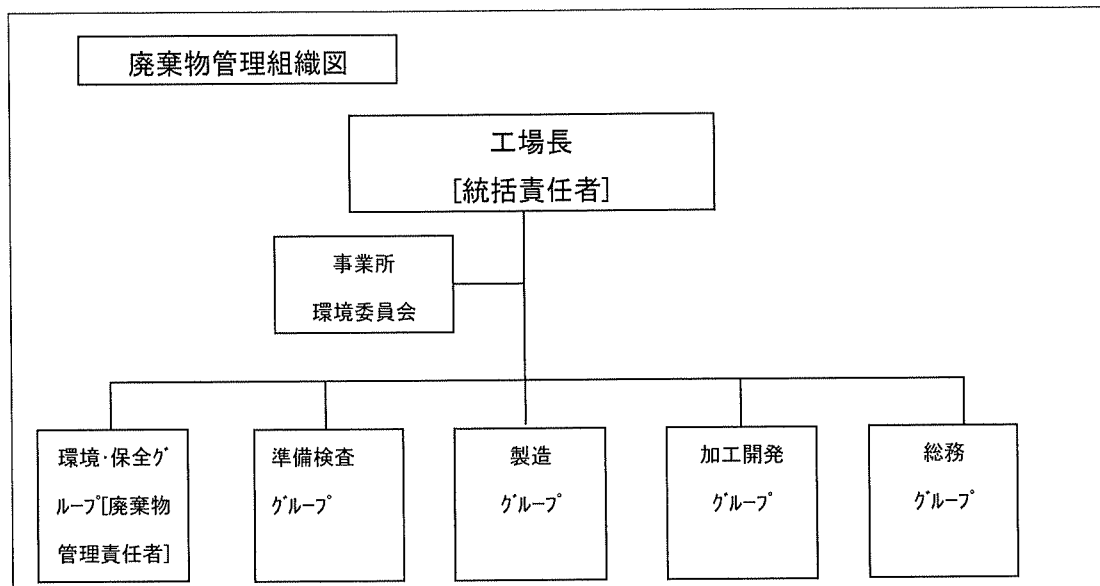 廃棄物管理組織図
工場長
[統括責任者]
事業所
環境委員会
環境･保全ｸﾞ
ﾙｰﾌﾟ[廃棄物
管理責任者]
準備検査
ｸﾞﾙｰﾌﾟ
製造
ｸﾞﾙｰﾌﾟ
加工開発
ｸﾞﾙｰﾌﾟ
総務
ｸﾞﾙｰﾌﾟ